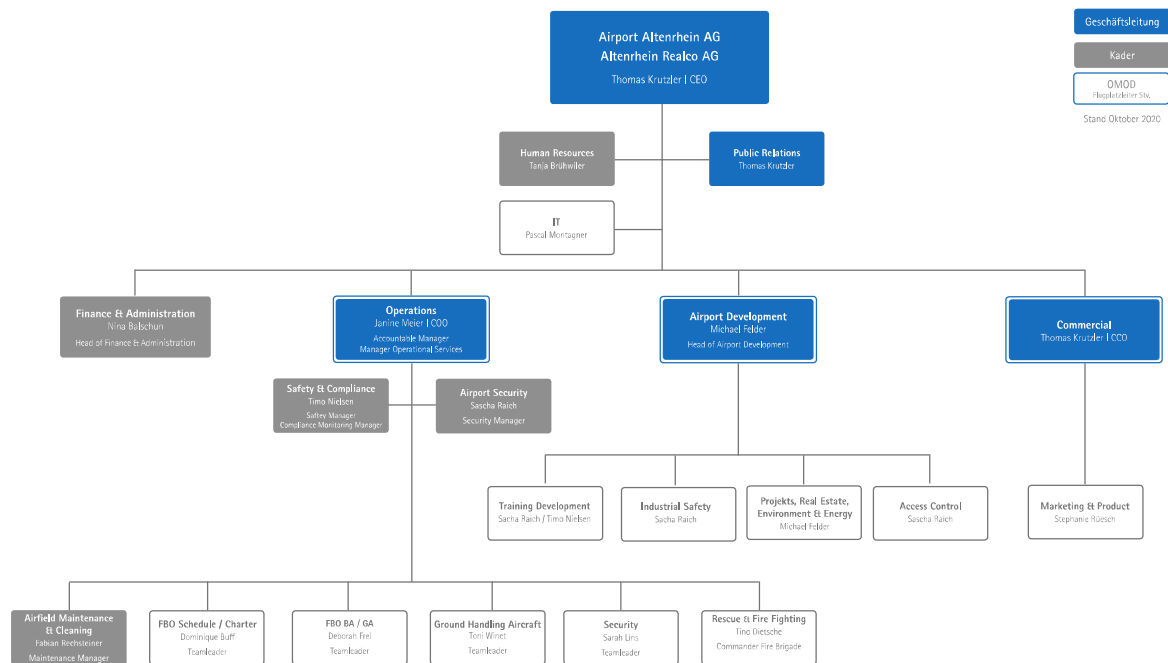 Airport Altenrhein AG
Altenrhein Realco AG
Thomas Krutzler | CEO
Geschäftsleitung
Kader
OMOD
Flugplatzleiter Stv.
Stand Oktober 2020
Human Resources
Tanja Brühwiler
Public Relations
Thomas Krutzler
IT
Pascal Montagner
Finance & Administration
Nina Balschun
Head of Finance & Administration
Operations
Janine Meier | COO
Accountable Manager
Manager Operational Services
Airport Development
Michael Felder
Head of Airport Development
Commercial
Thomas Krutzler | CCO
Safety & Compliance
Timo Nielsen
Saftey Manager
Compliance Monitoring Manager
Airport Security
Sascha Raich
Security Manager
Training Development
Sacha Raich / Timo Nielsen
Industrial Safety
Sacha Raich
Projekts, Real Estate,
Environment & Energy
Michael Felder
Access Control
Sascha Raich
Marketing & Product
Stephanie Rüesch
Airfield Maintenance
& Cleaning
Fabian Rechsteiner
Maintenance Manager
FBO Schedule / Charter
Dominique Buff
Teamleader
FBO BA / GA
Deborah Frei
Teamleader
Ground Handling Aircraft
Toni Winet
Teamleader
Security
Sarah Lins
Teamleader
Rescue & Fire Fighting
Tino Dietsche
Commander Fire Brigade